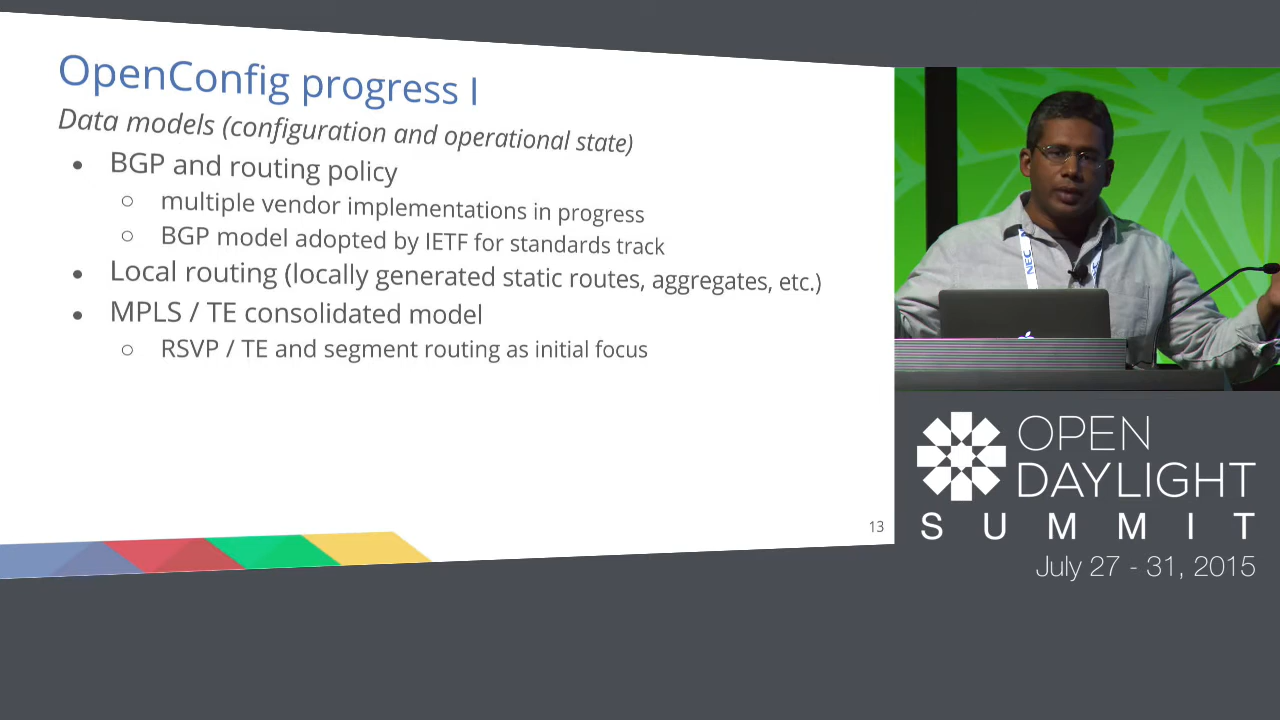 OpenConfig progress I
Data models (configuration and operational state)
• BGP and routing policy
○ multiple vendor implementations in progress
○ BGP model adopted by IETF for standards track
• Local routing (locally generated static routes, aggregates, etc.)
• MPLS / TE consolidated model
○ RSVP / TE and segment routing as initial focus
13
NEC
OPEN
DAYLIGHT
SUMMIT
July 27 - 31, 2015